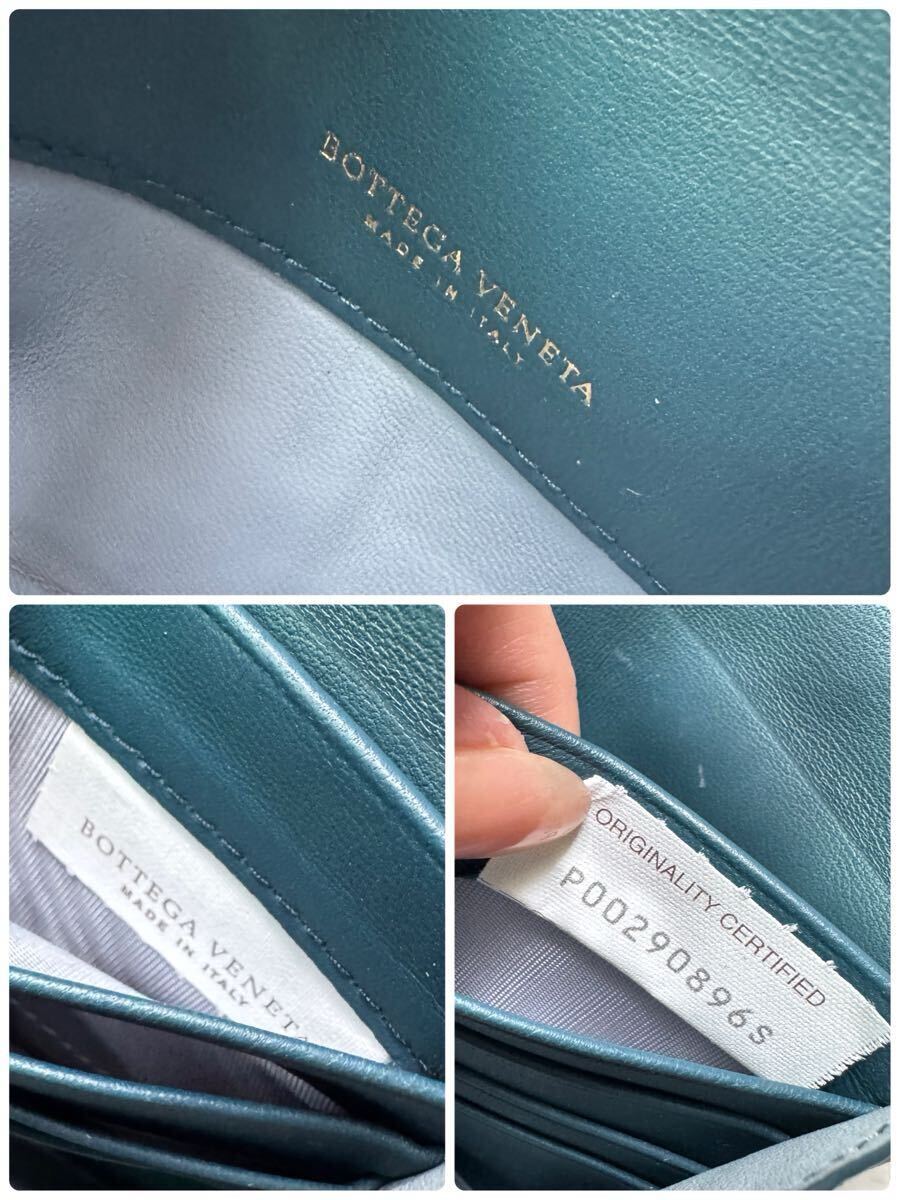 BOTTEGA VENETA
MADE IN ITALY
BOTTEGA VENETA
MADE IN ITALY
ORIGINALITY CERTIFIED
P00290896S